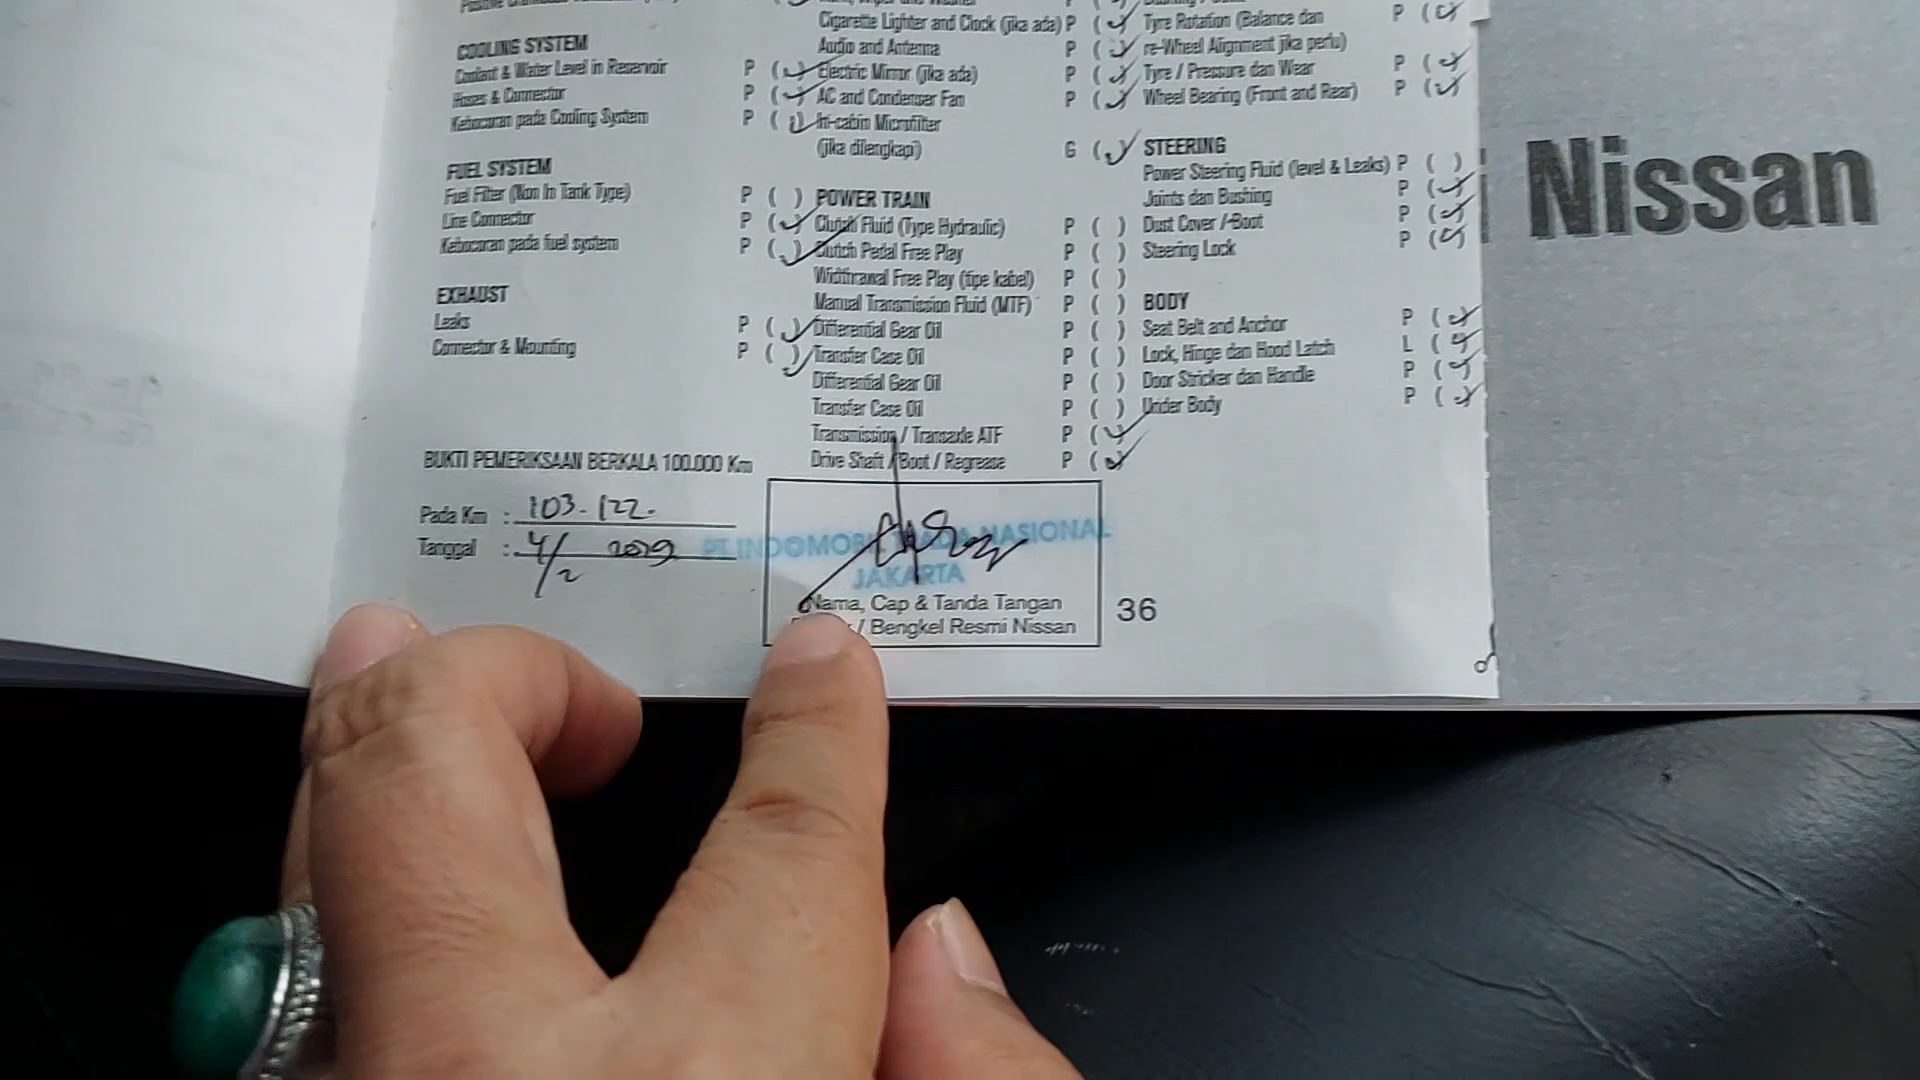 COOLING SYSTEM
Coolant & Water Level in Reservoir P ( ✓ )
Hoses & Connector P ( ✓ )
Kebocoran pada Cooling System P ( ✓ )
FUEL SYSTEM
Fuel Filter (Non In Tank Type) P ( )
Line Connector P ( ✓ )
Kebocoran pada fuel system P ( ✓ )
EXHAUST
Leaks P ( ✓ )
Connector & Mounting P ( ✓ )
BUKTI PEMERIKSAAN BERKALA 100.000 Km
Pada Km : 103.122.
Tanggal : 4/2 2019
Cigarette Lighter and Clock (jika ada) P ( ✓ )
Audio and Antenna P ( ✓ )
Electric Mirror (jika ada) P ( ✓ )
AC and Condenser Fan P ( ✓ )
In-cabin Microfilter
(jika dilengkapi) G ( ✓ )
POWER TRAIN
Clutch Fluid (Type Hydraulic) P ( )
Clutch Pedal Free Play P ( )
Widthrawal Free Play (tipe kabel) P ( )
Manual Transmission Fluid (MTF) P ( )
Differential Gear Oil P ( )
Transfer Case Oil P ( )
Differential Gear Oil P ( )
Transfer Case Oil P ( )
Transmission / Transaxle ATF P ( ✓ )
Drive Shaft / Boot / Regrease P ( ✓ )
PT. INDOMOBIL NASIONAL
JAKARTA
Nama, Cap & Tanda Tangan
/ Bengkel Resmi Nissan
36
Tyre Rotation (Balance dan P ( ✓ )
re-Wheel Alignment jika perlu)
Tyre / Pressure dan Wear P ( ✓ )
Wheel Bearing (Front and Rear) P ( ✓ )
STEERING
Power Steering Fluid (level & Leaks) P ( )
Joints dan Bushing P ( ✓ )
Dust Cover / Boot P ( ✓ )
Steering Lock P ( ✓ )
BODY
Seat Belt and Anchor P ( ✓ )
Lock, Hinge dan Hood Latch L ( ✓ )
Door Stricker dan Handle P ( ✓ )
Under Body P ( ✓ )
Nissan